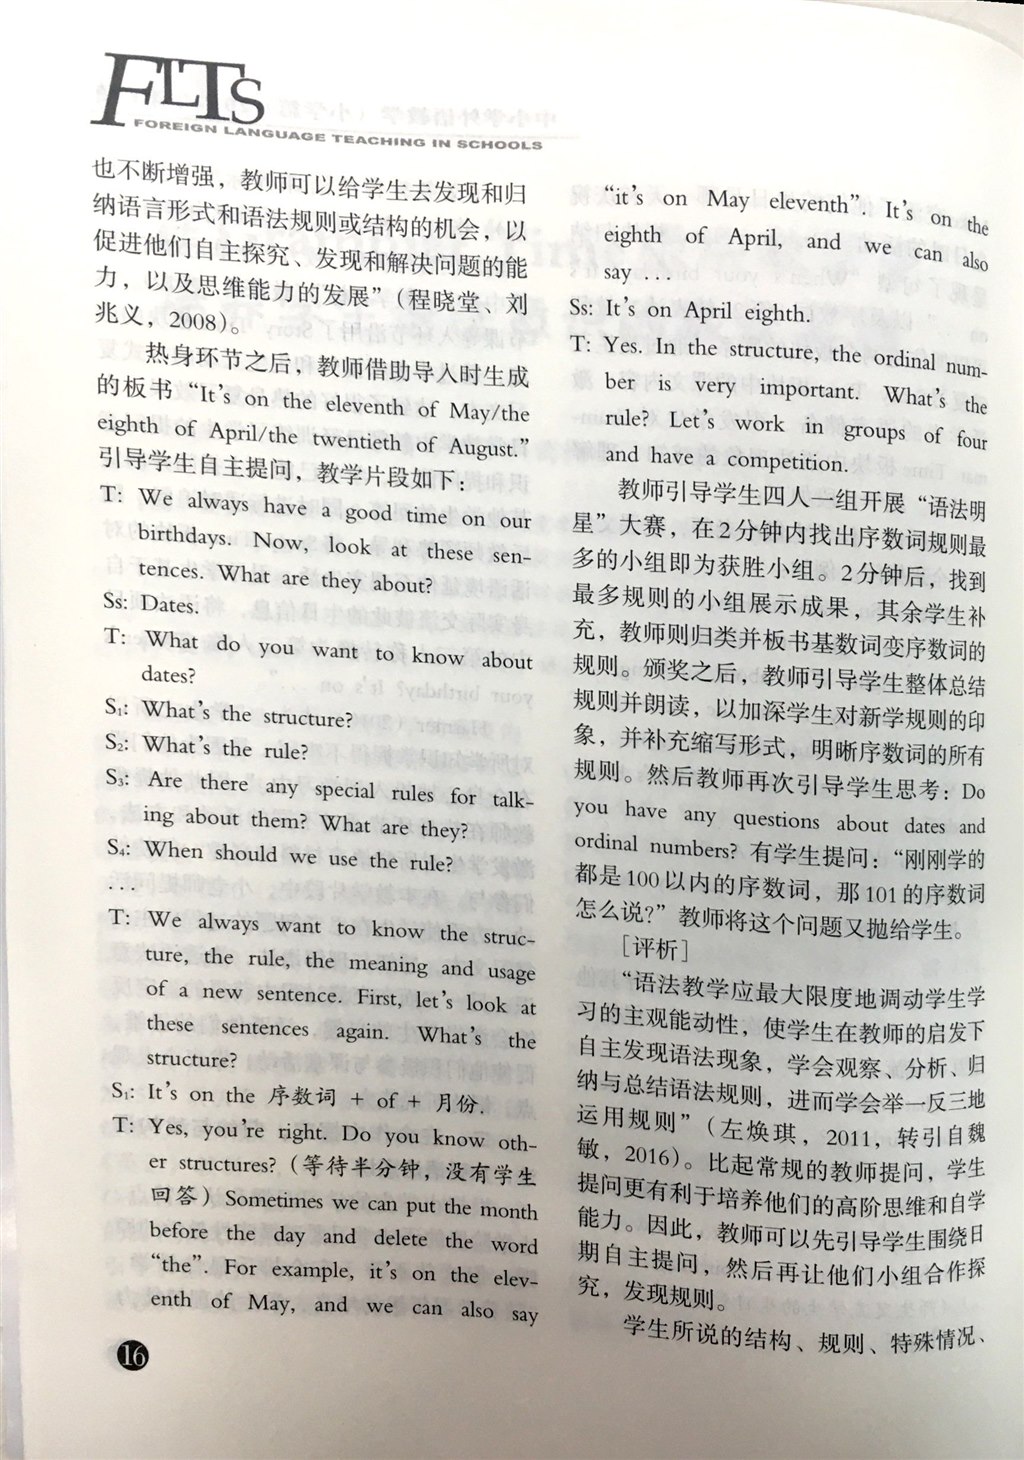 FLTS
FOREIGN LANGUAGE TEACHING IN SCHOOLS
也不断增强，教师可以给学生去发现和归
纳语言形式和语法规则或结构的机会，以
促进他们自主探究、发现和解决问题的能
力，以及思维能力的发展”（程晓堂、刘
兆义，2008）。
热身环节之后，教师借助导入时生成
的板书“It's on the eleventh of May/the
eighth of April/the twentieth of August.”
引导学生自主提问，教学片段如下：
T: We always have a good time on our
birthdays. Now, look at these sen-
tences. What are they about?
Ss: Dates.
T: What do you want to know about
dates?
S1: What's the structure?
S2: What's the rule?
S3: Are there any special rules for talk-
ing about them? What are they?
S4: When should we use the rule?
...
T: We always want to know the struc-
ture, the rule, the meaning and usage
of a new sentence. First, let's look at
these sentences again. What's the
structure?
S1: It's on the 序数词 + of + 月份.
T: Yes, you're right. Do you know oth-
er structures?（等待半分钟，没有学生
回答）Sometimes we can put the month
before the day and delete the word
“the”. For example, it's on the elev-
enth of May, and we can also say
16
“it's on May eleventh”. It's on the
eighth of April, and we can also
say ...
Ss: It's on April eighth.
T: Yes. In the structure, the ordinal num-
ber is very important. What's the
rule? Let's work in groups of four
and have a competition.
教师引导学生四人一组开展“语法明
星”大赛，在2分钟内找出序数词规则最
多的小组即为获胜小组。2分钟后，找到
最多规则的小组展示成果，其余学生补
充，教师则归类并板书基数词变序数词的
规则。颁奖之后，教师引导学生整体总结
规则并朗读，以加深学生对新学规则的印
象，并补充缩写形式，明晰序数词的所有
规则。然后教师再次引导学生思考：Do
you have any questions about dates and
ordinal numbers? 有学生提问：“刚刚学的
都是100以内的序数词，那101的序数词
怎么说?”教师将这个问题又抛给学生。
［评析］
“语法教学应最大限度地调动学生学
习的主观能动性，使学生在教师的启发下
自主发现语法现象，学会观察、分析、归
纳与总结语法规则，进而学会举一反三地
运用规则”（左焕琪，2011，转引自魏
敏，2016）。比起常规的教师提问，学生
提问更有利于培养他们的高阶思维和自学
能力。因此，教师可以先引导学生围绕日
期自主提问，然后再让他们小组合作探
究，发现规则。
学生所说的结构、规则、特殊情况、